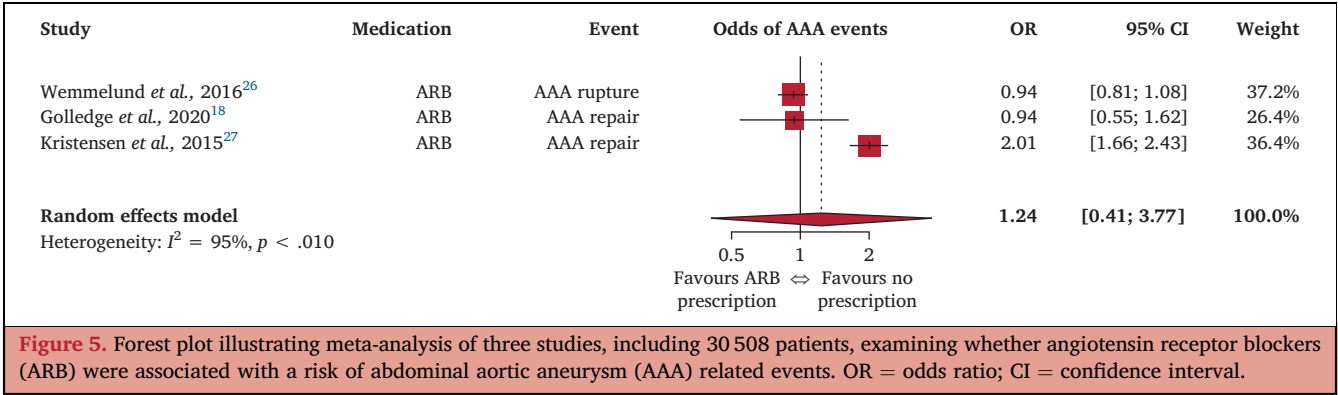 Study Medication Event Odds of AAA events OR 95% CI Weight
Wemmelund et al., 2016²⁶ ARB AAA rupture 0.94 [0.81; 1.08] 37.2%
Golledge et al., 2020¹⁸ ARB AAA repair 0.94 [0.55; 1.62] 26.4%
Kristensen et al., 2015²⁷ ARB AAA repair 2.01 [1.66; 2.43] 36.4%
Random effects model 1.24 [0.41; 3.77] 100.0%
Heterogeneity: I² = 95%, p < .010
0.5 1 2
Favours ARB ⇔ Favours no
prescription prescription
Figure 5. Forest plot illustrating meta-analysis of three studies, including 30 508 patients, examining whether angiotensin receptor blockers
(ARB) were associated with a risk of abdominal aortic aneurysm (AAA) related events. OR = odds ratio; CI = confidence interval.